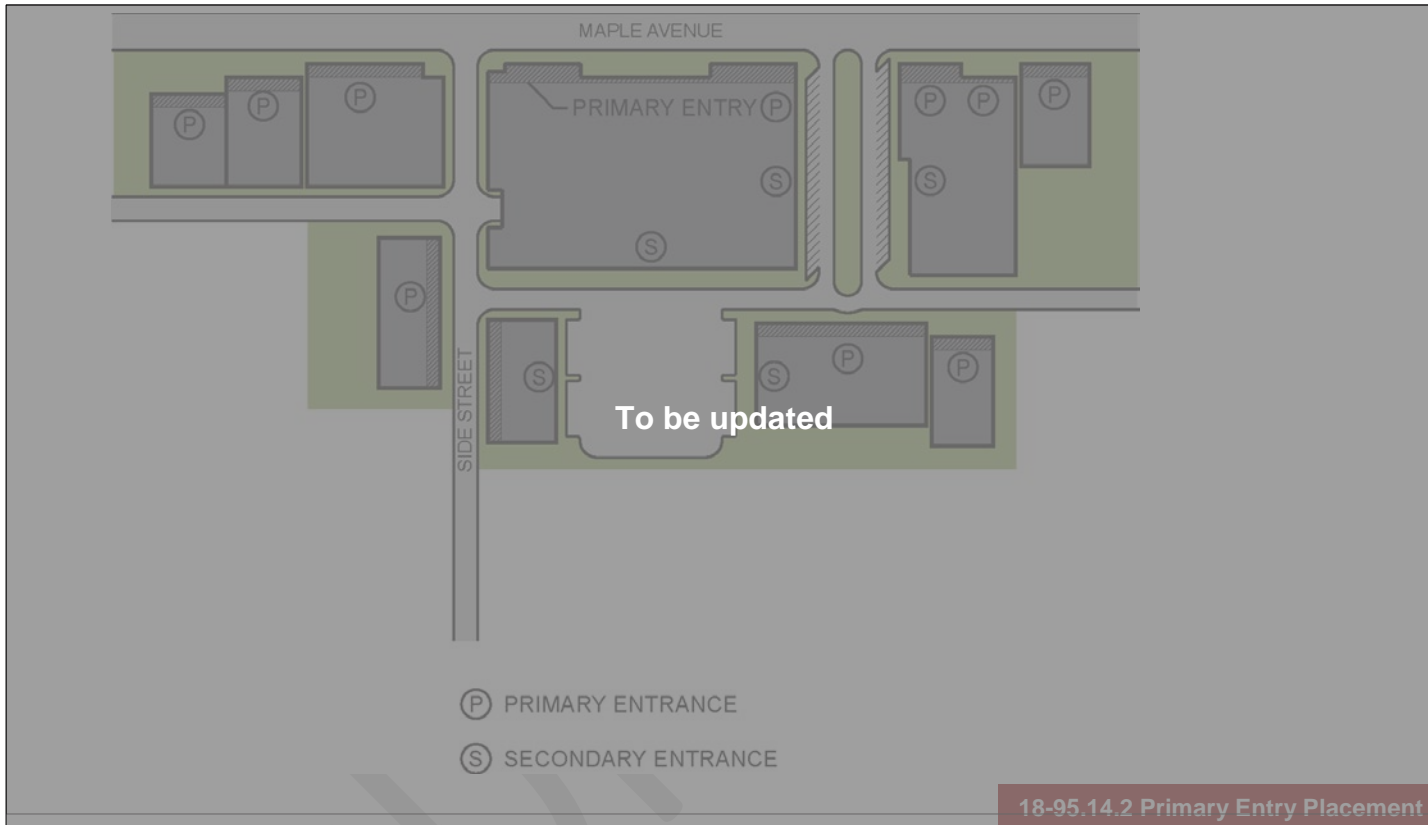 MAPLE AVENUE
P
P
P
PRIMARY ENTRY P
P P
P
S
S
S
P
SIDE STREET
S
S
P
P
To be updated
P PRIMARY ENTRANCE
S SECONDARY ENTRANCE
18-95.14.2 Primary Entry Placement